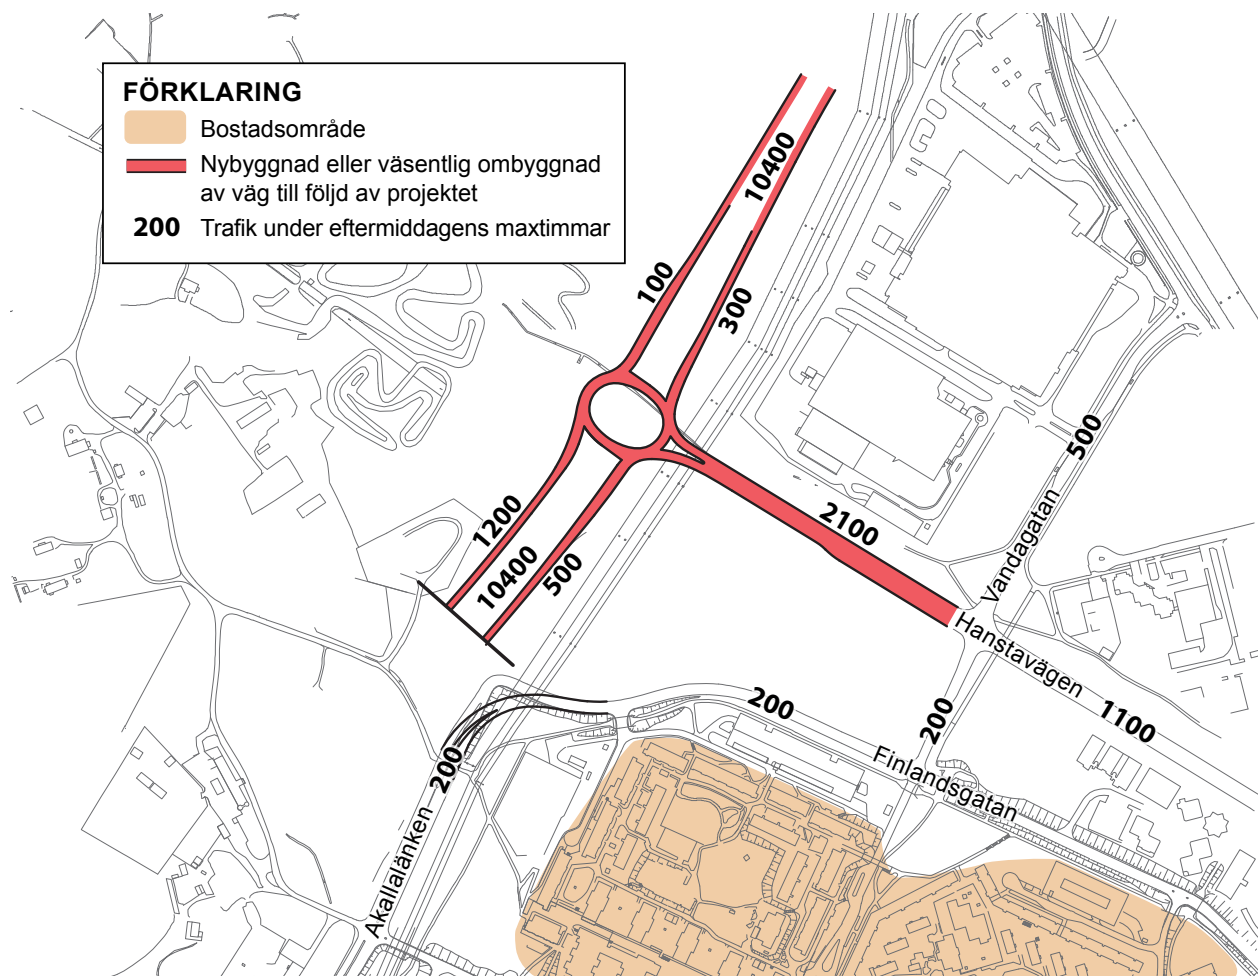 FÖRKLARING
Bostadsområde
Nybyggnad eller väsentlig ombyggnad
av väg till följd av projektet
200 Trafik under eftermiddagens maxtimmar
10400
100
300
500
2100
1200
10400
500
Vandagatan
Hanstavägen
1100
200
200
200
Finlandsgatan
Akallalänken